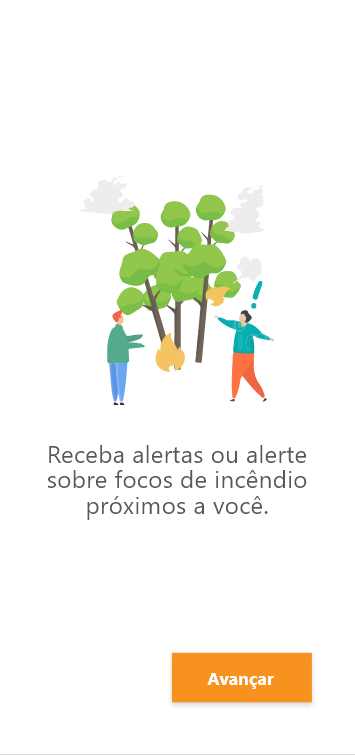 Receba alertas ou alerte
sobre focos de incêndio
próximos a você.
Avançar